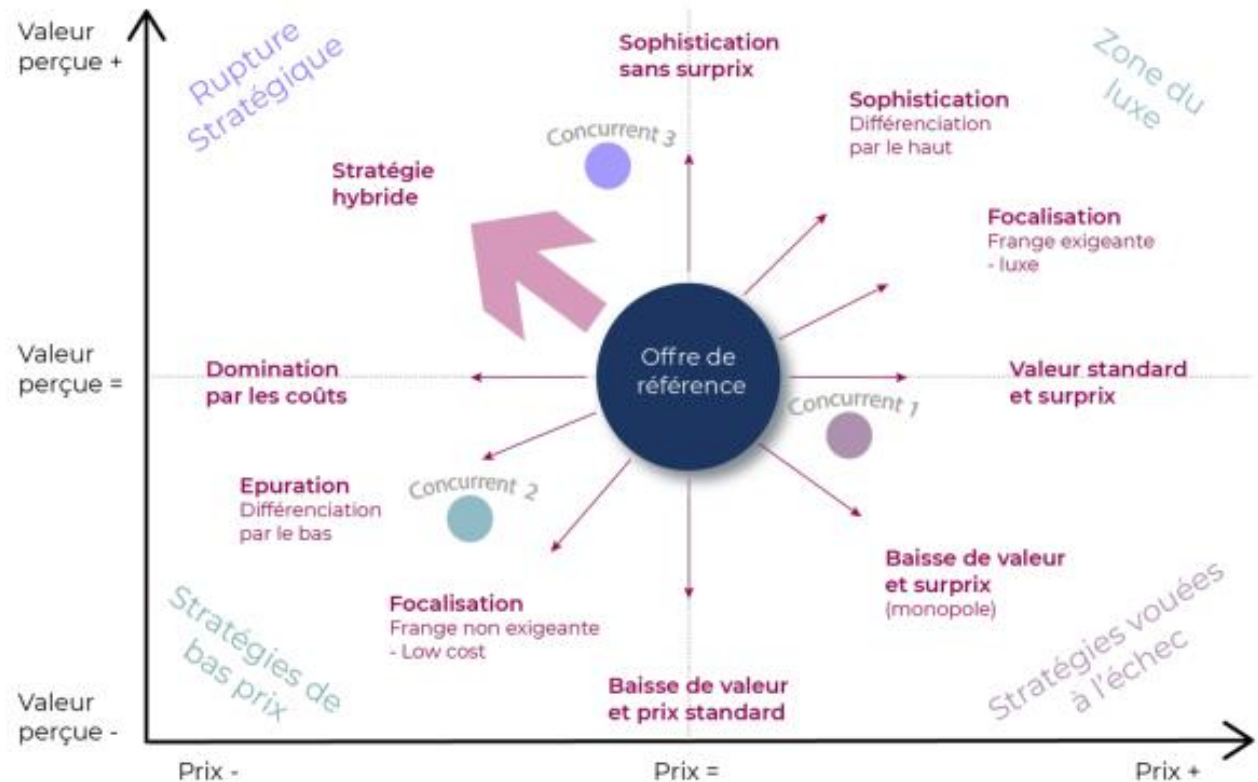 Valeur
perçue +
Rupture
Stratégique
Sophistication
sans surprix
Zone du
luxe
Sophistication
Différenciation
par le haut
Concurrent 3
Stratégie
hybride
Focalisation
Frange exigeante
- luxe
Valeur
perçue =
Domination
par les coûts
Offre de
référence
Valeur standard
et surprix
Concurrent 1
Epuration
Différenciation
par le bas
Concurrent 2
Baisse de valeur
et surprix
(monopole)
Stratégies de
bas prix
Focalisation
Frange non exigeante
- Low cost
Stratégies vouées
à l'échec
Baisse de valeur
et prix standard
Valeur
perçue -
Prix -
Prix =
Prix +